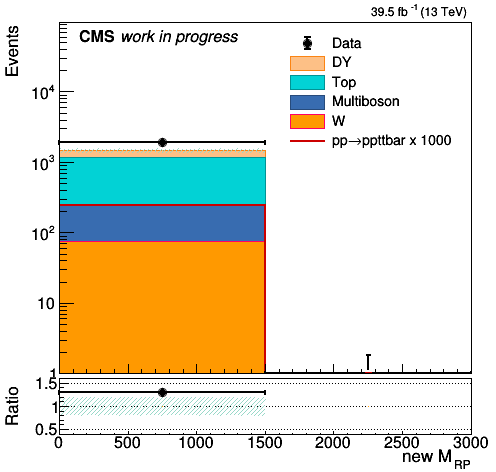 39.5 fb⁻¹ (13 TeV)
CMS work in progress
Events
Data
DY
Top
Multiboson
W
pp→ppttbar x 1000
10⁴
10³
10²
10
1
Ratio
1.5
1
0.5
0 500 1000 1500 2000 2500 3000
new M_RP